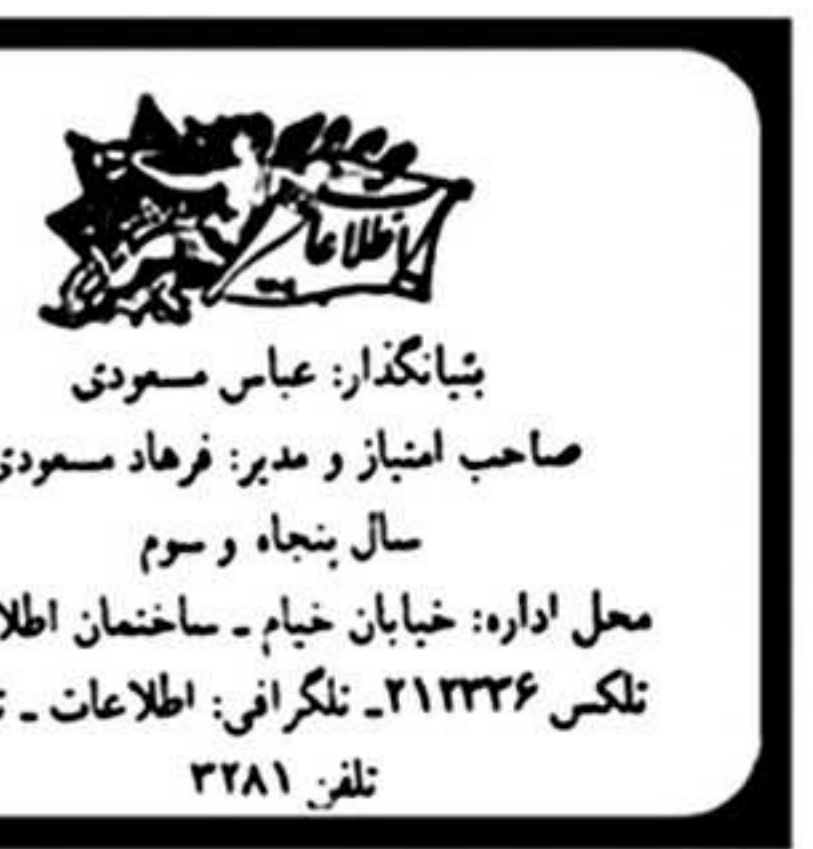 اطلاعات
بنیانگذار: عباس مسعودی
صاحب امتیاز و مدیر: فرهاد مسعودی
سال پنجاه و سوم
محل اداره: خیابان خیام ـ ساختمان
تلکس ۲۱۲۳۳۶ـ تلگرافی: اطلاعات ـ
تلفن ۳۲۸۱